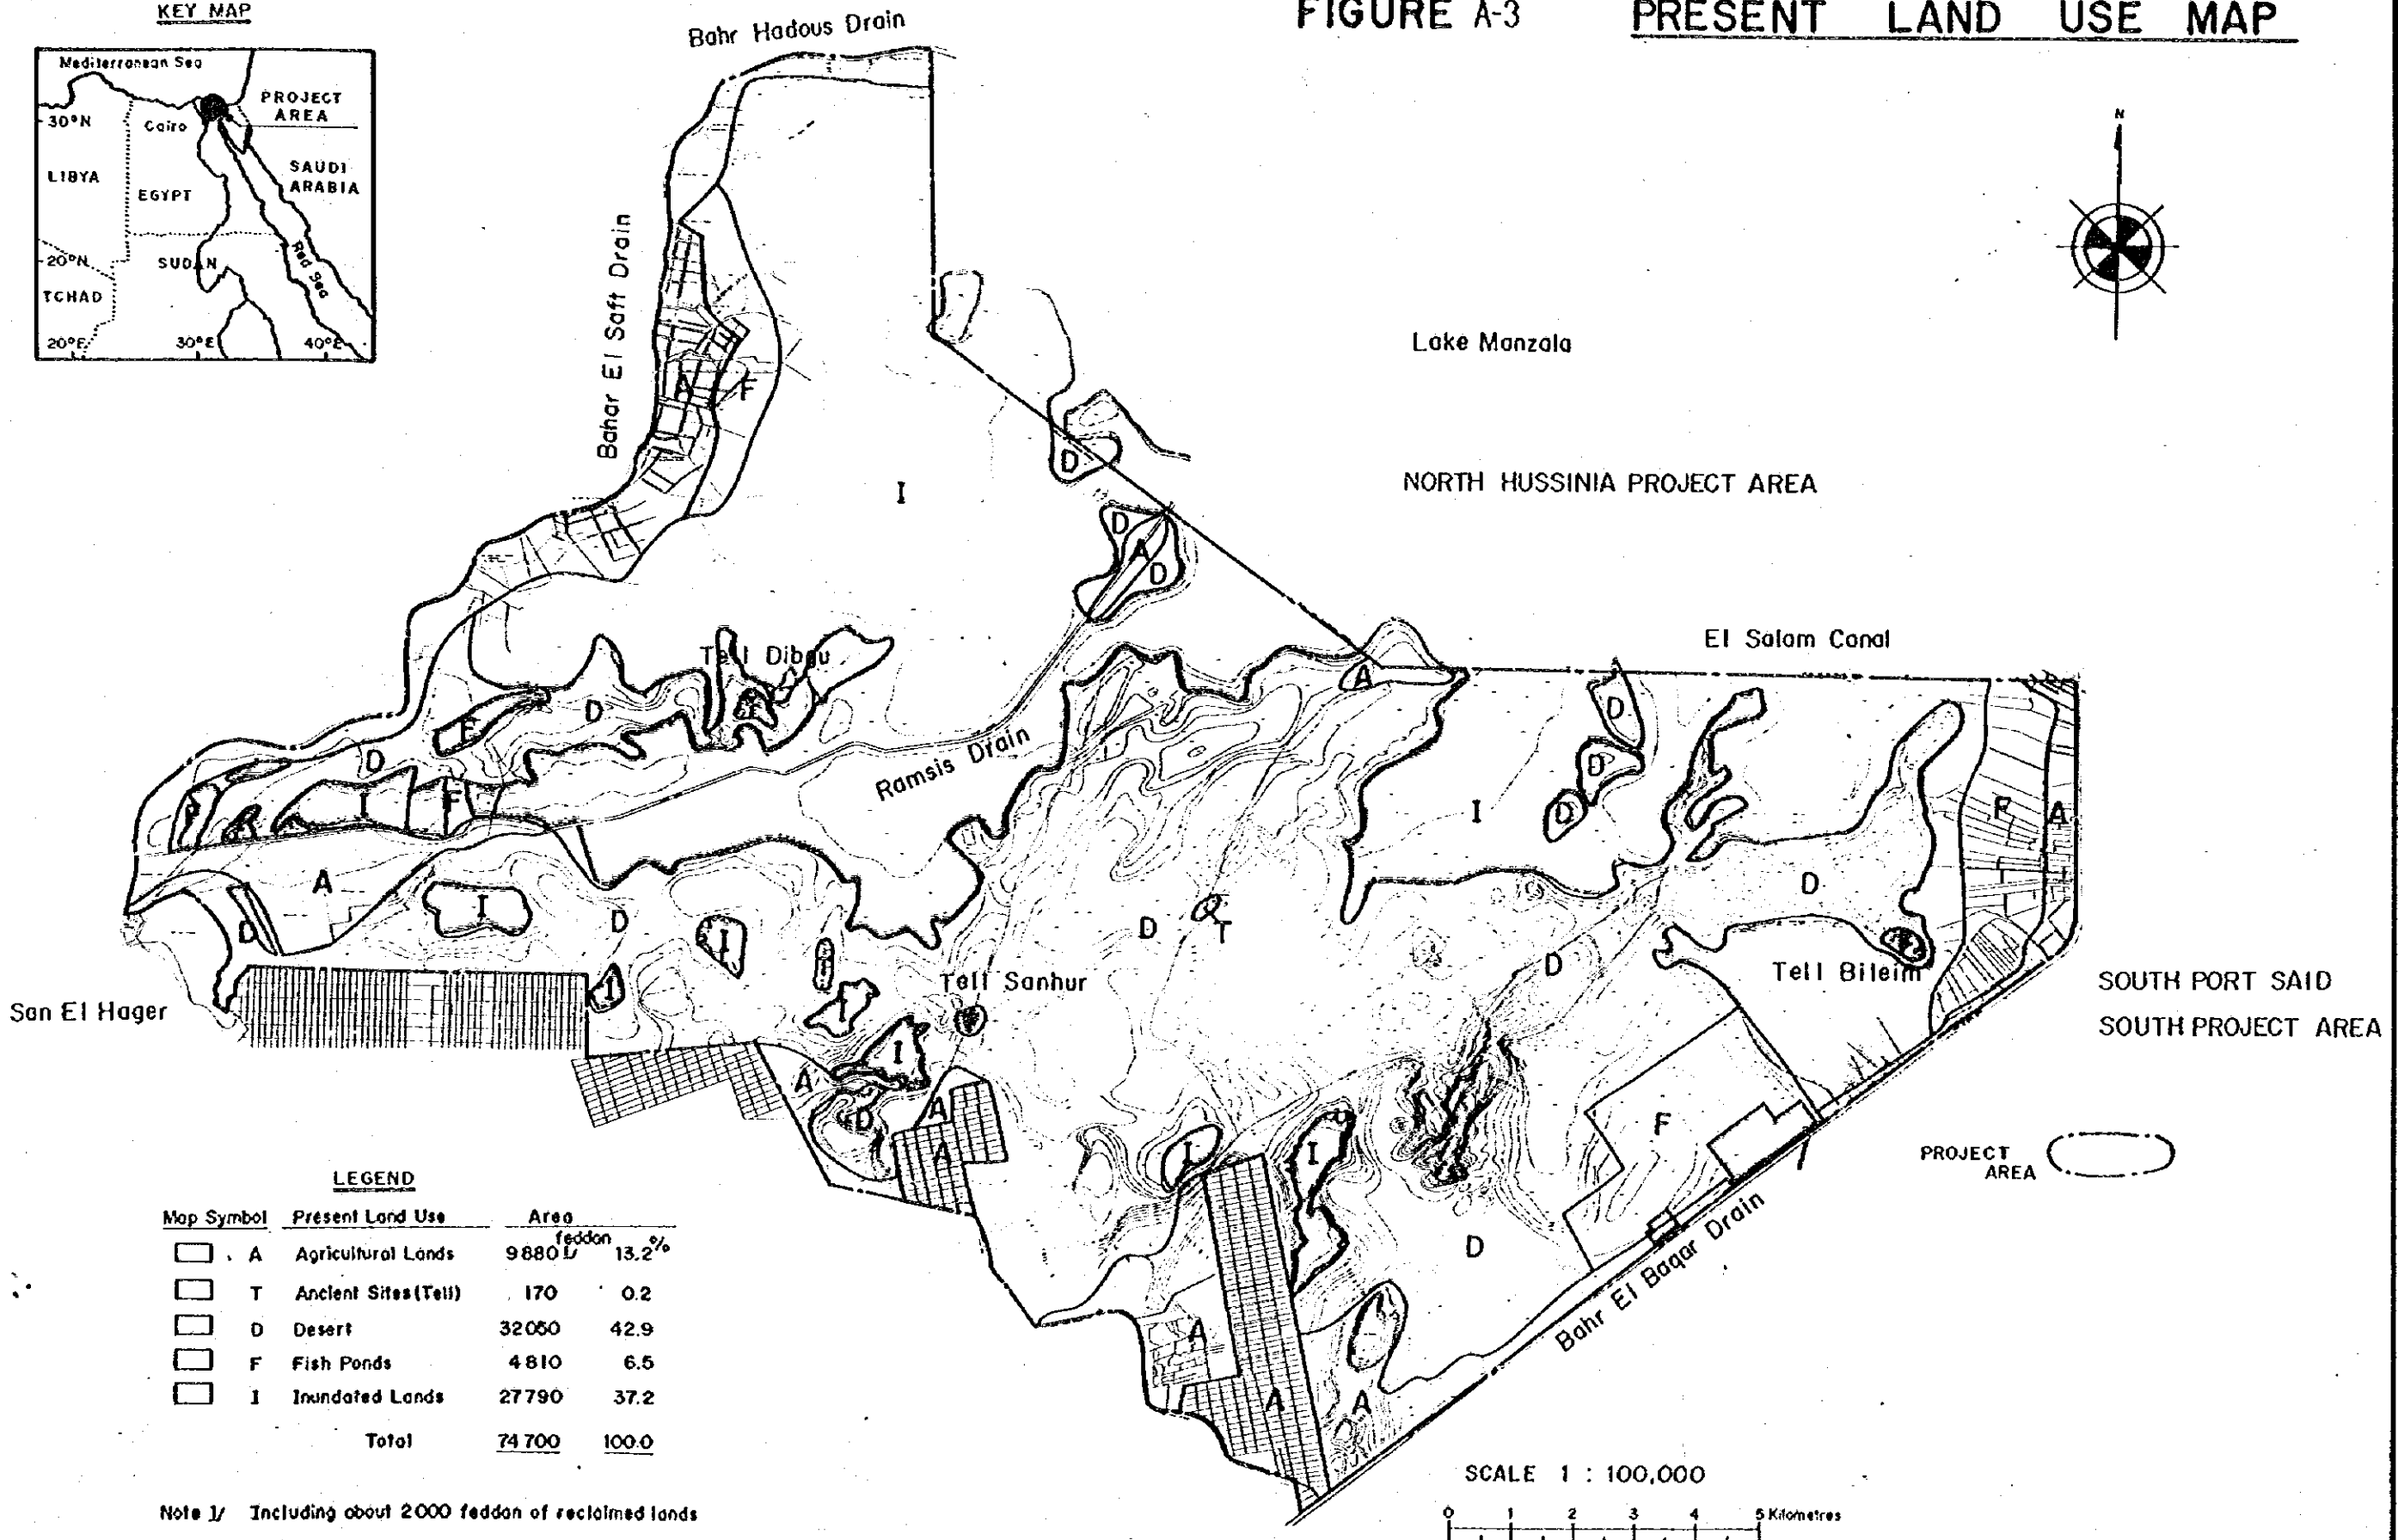 KEY MAP
FIGURE A-3 PRESENT LAND USE MAP
Bahr Hadous Drain
Mediterranean Sea
PROJECT AREA
30°N
Cairo
LIBYA
EGYPT
SAUDI ARABIA
20°N
SUDAN
Red Sea
TCHAD
20°E 30°E 40°E
N
Bahar El Saft Drain
Lake Manzala
A F
D
I
NORTH HUSSINIA PROJECT AREA
D
A
D
El Salam Canal
Tell Dibgu
A
D
F
D
Ramsis Drain
D
D
I F
I
D
F A
A
D
I
D
D
T
D
I
D
Tell Bileim
San El Hager
I
Tell Sanhur
I
SOUTH PORT SAID
SOUTH PROJECT AREA
I
A
D
A
A
F
I
I
PROJECT AREA
D
Bahr El Baqar Drain
A
A
A
LEGEND
Map Symbol Present Land Use Area
feddan %
A Agricultural Lands 9880 1/ 13.2
T Ancient Sites (Tell) 170 0.2
D Desert 32050 42.9
F Fish Ponds 4810 6.5
I Inundated Lands 27790 37.2
Total 74700 100.0
Note 1/ Including about 2000 feddan of reclaimed lands
SCALE 1 : 100,000
0 1 2 3 4 5 Kilometres